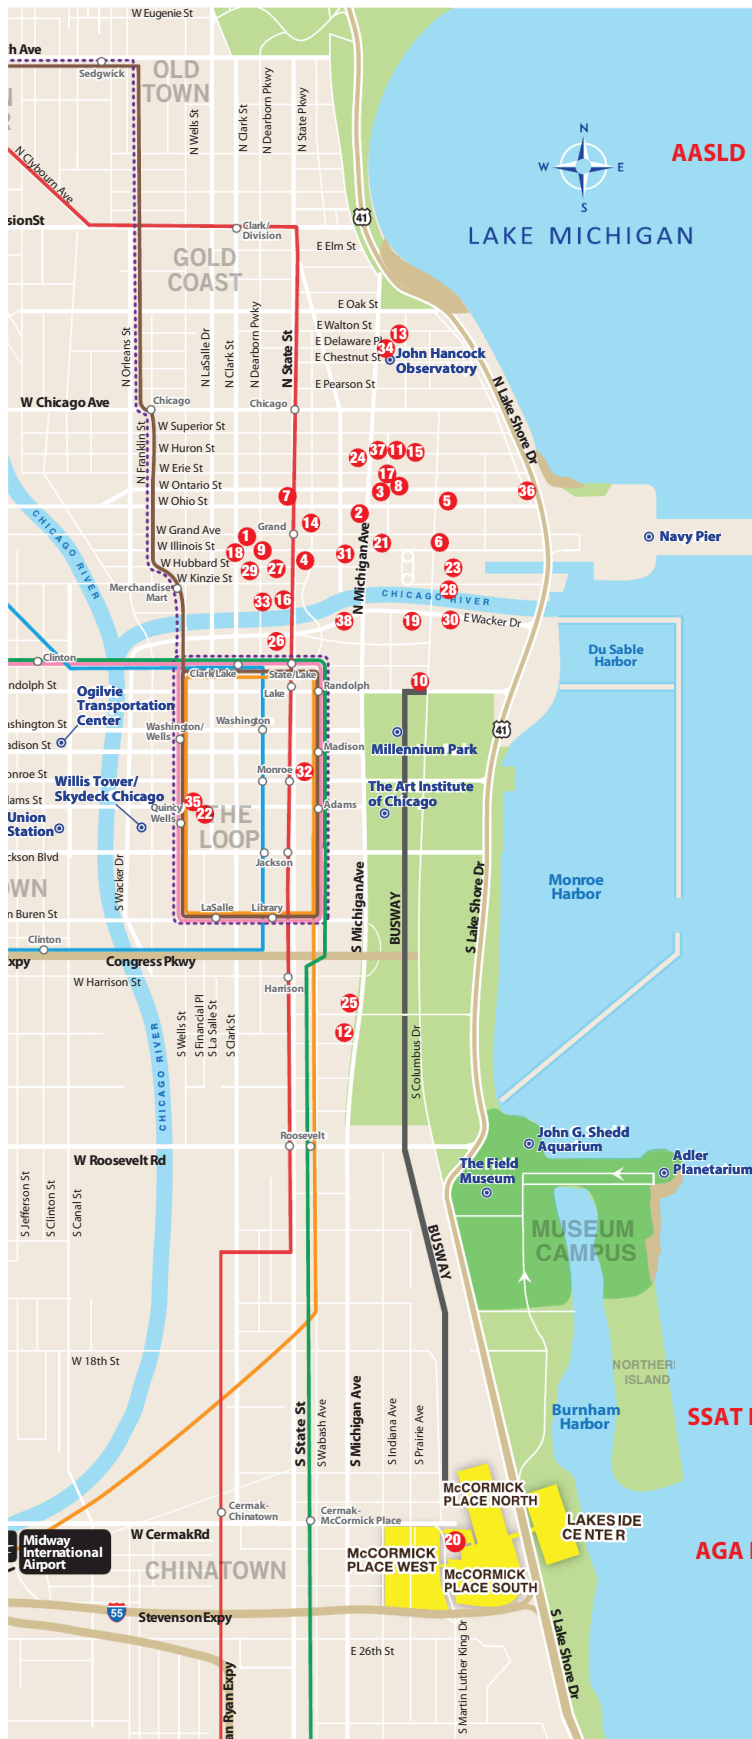 W Eugenie St
h Ave
Sedgwick
OLD
TOWN
N Wells St
N Clark St
N Dearborn Pkwy
N State Pkwy
N
R
N Clybourn Ave
N
W
E
S
AASLD
LAKE MICHIGAN
sionSt
Clark/
Division
41
E Elm St
GOLD
COAST
E Oak St
N Orleans St
N LaSalle Dr
N Clark St
N Dearborn Pwky
N State St
E Walton St
E Delaware Pl
E Chestnut St
13
34
John Hancock
Observatory
E Pearson St
N Lake Shore Dr
W Chicago Ave
Chicago
Chicago
N Franklin St
W Superior St
W Huron St
W Erie St
W Ontario St
W Ohio St
24
37
11
15
17
3
8
7
5
36
2
14
W Grand Ave
W Illinois St
W Hubbard St
W Kinzie St
1
Grand
18
9
29
27
4
31
N Michigan Ave
21
6
23
28
Navy Pier
CHICAGO RIVER
Merchandise
Mart
33
16
CHICAGO RIVER
38
19
30
E Wacker Dr
26
Du Sable
Harbor
Clinton
Clark/Lake
State/Lake
ndolph St
Lake
Randolph
10
Ogilvie
Transportation
Center
ashington St
adison St
Washington/
Wells
Washington
Madison
Millennium Park
41
onroe St
Willis Tower/
Skydeck Chicago
Monroe
32
The Art Institute
of Chicago
lams St
Quincy
Wells
35
22
Adams
Union
Station
THE
LOOP
ckson Blvd
Jackson
OWN
S Wacker Dr
Monroe
Harbor
n Buren St
LaSalle
Library
S MichiganAve
BUSWAY
S Lake Shore Dr
Clinton
xpy
Congress Pkwy
W Harrison St
Harrison
25
12
S Wells St
S Financial Pl
S La Salle St
S Clark St
CHICAGO RIVER
S Columbus Dr
Roosevelt
W Roosevelt Rd
John G. Shedd
Aquarium
The Field
Museum
Adler
Planetarium
S Jefferson St
S Clinton St
S Canal St
BUSWAY
MUSEUM
CAMPUS
W 18th St
NORTHERI
ISLAND
S State St
S Wabash Ave
S Michigan Ave
S Indiana Ave
S Prairie Ave
Burnham
Harbor
SSAT
McCORMICK
PLACE NORTH
Cermak-
Chinatown
Cermak-
McCormick Place
LAKESIDE
CENTER
W CermakRd
Midway
International
Airport
20
AGA
McCORMICK
PLACE WEST
McCORMICK
PLACE SOUTH
CHINATOWN
55
Stevenson Expy
E 26th St
S Martin Luther King Dr
S Lake Shore Dr
an Ryan Expy